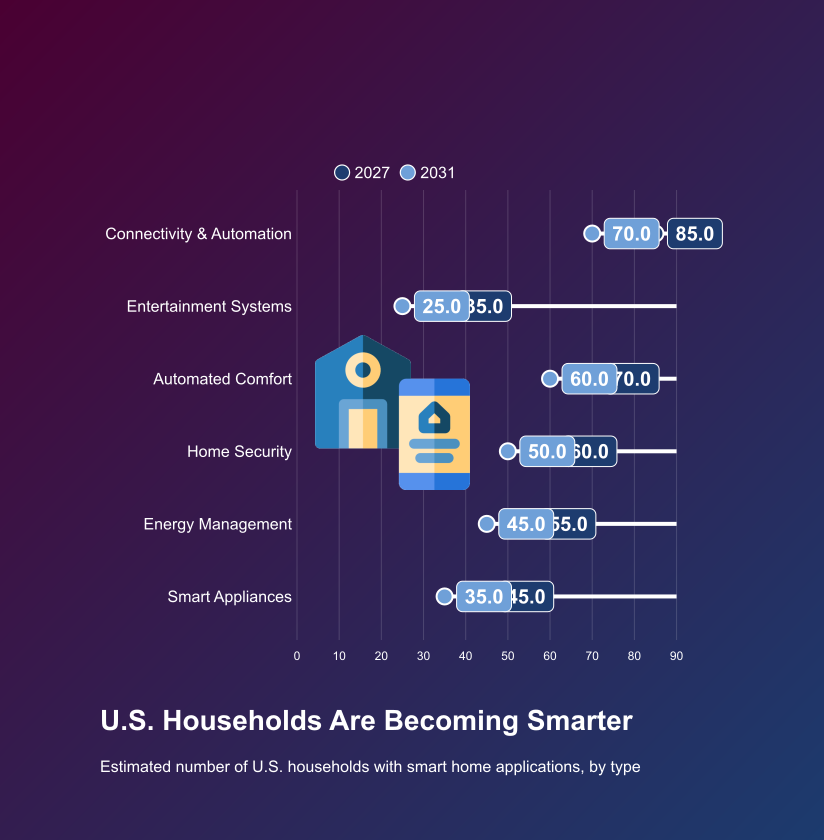 2027 2031
Connectivity & Automation 70.0 85.0
Entertainment Systems 25.0 35.0
Automated Comfort 60.0 70.0
Home Security 50.0 60.0
Energy Management 45.0 55.0
Smart Appliances 35.0 45.0
0 10 20 30 40 50 60 70 80 90
U.S. Households Are Becoming Smarter
Estimated number of U.S. households with smart home applications, by type